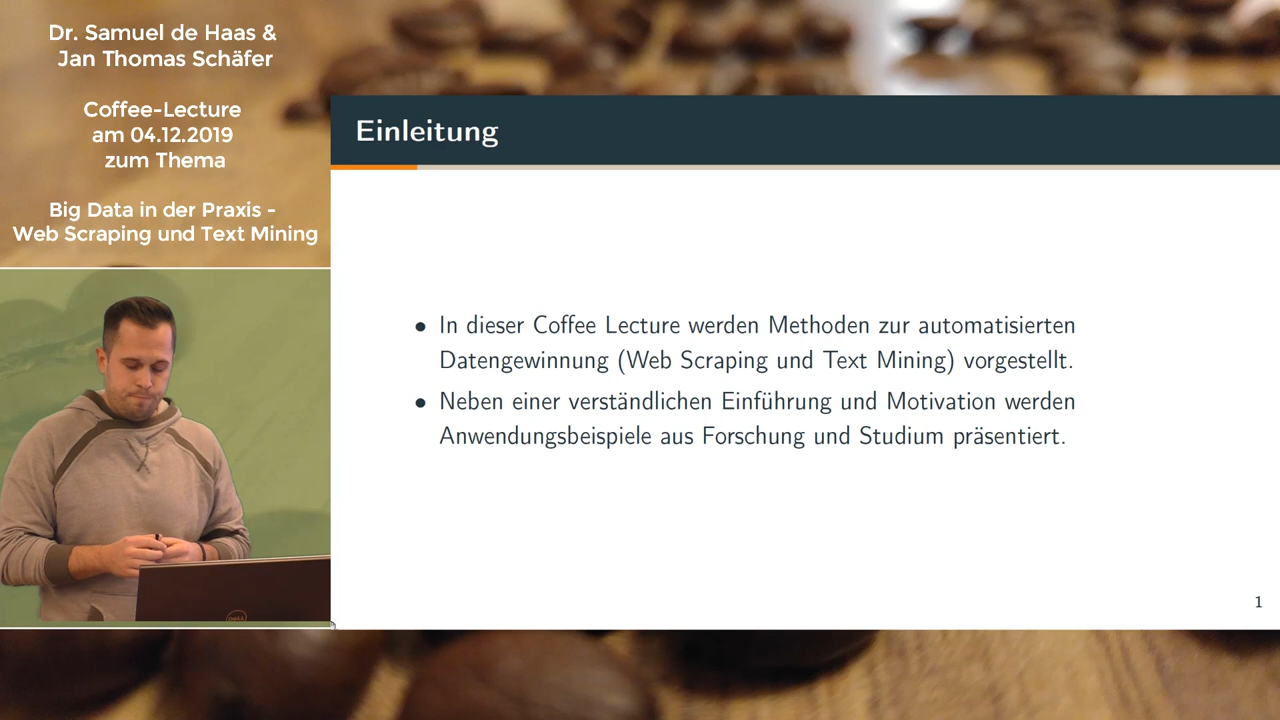 Dr. Samuel de Haas &
Jan Thomas Schäfer
Coffee-Lecture
am 04.12.2019
zum Thema
Big Data in der Praxis -
Web Scraping und Text Mining
Einleitung
• In dieser Coffee Lecture werden Methoden zur automatisierten
Datengewinnung (Web Scraping und Text Mining) vorgestellt.
• Neben einer verständlichen Einführung und Motivation werden
Anwendungsbeispiele aus Forschung und Studium präsentiert.
1
DELL